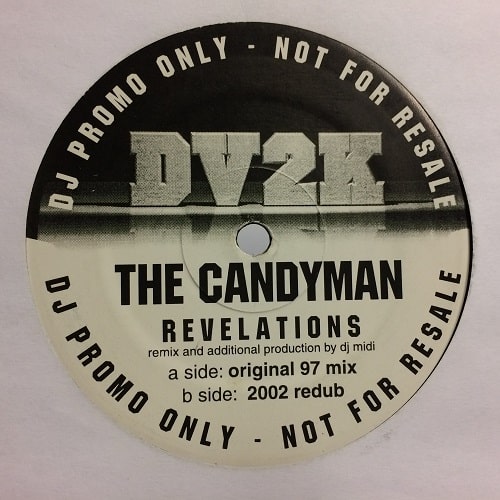 DJ PROMO ONLY - NOT FOR RESALE
DV2K
THE CANDYMAN
REVELATIONS
remix and additional production by dj midi
a side: original 97 mix
b side: 2002 redub
DJ PROMO ONLY - NOT FOR RESALE